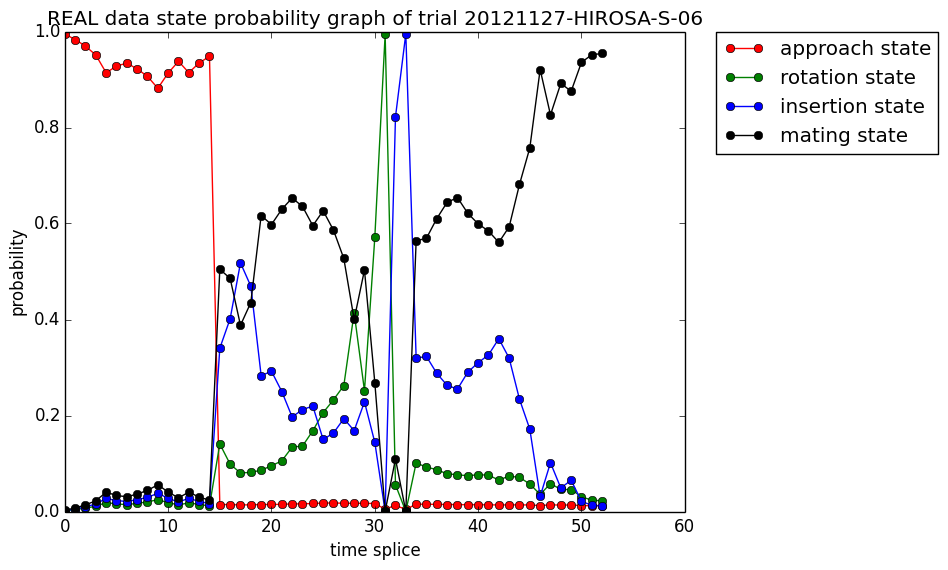 REAL data state probability graph of trial 20121127-HIROSA-S-06
1.0
0.8
0.6
0.4
0.2
0.0
probability
0 10 20 30 40 50 60
time splice
approach state
rotation state
insertion state
mating state